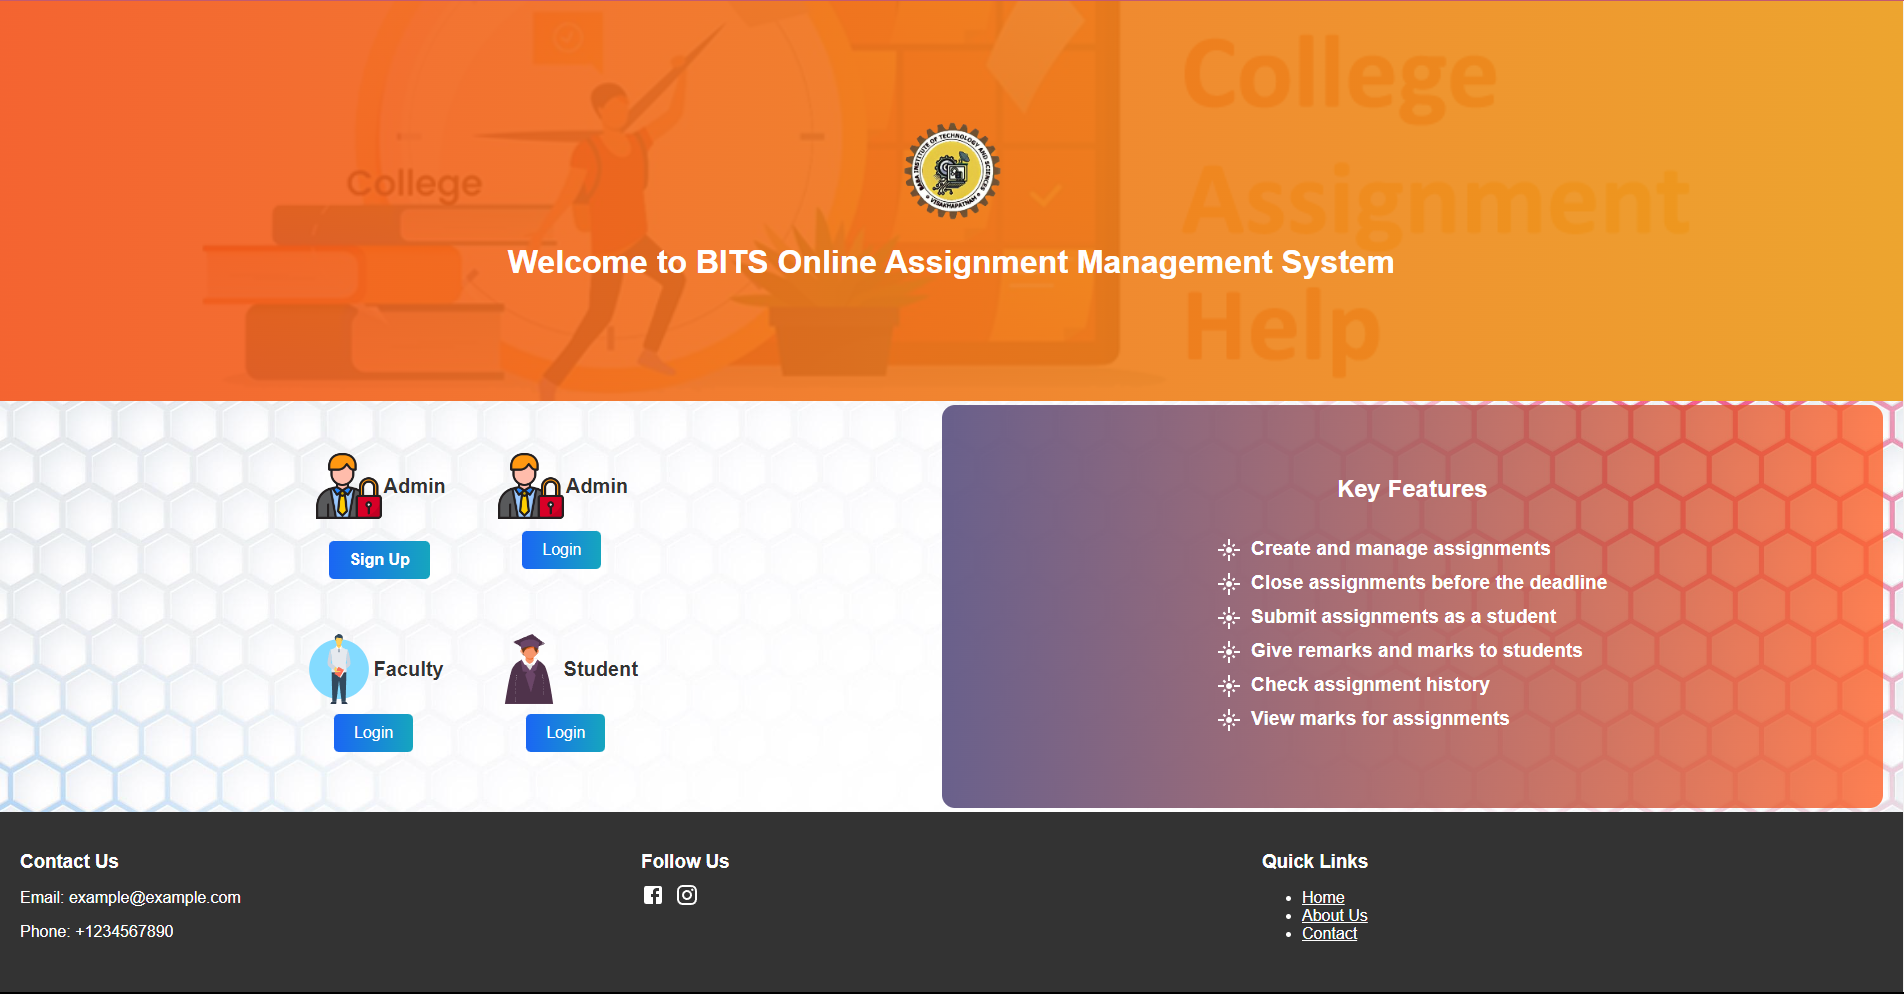 College
Assignment
Help
College
BABA INSTITUTE OF TECHNOLOGY AND SCIENCES
VISAKHAPATNAM
Welcome to BITS Online Assignment Management System
Admin
Sign Up
Admin
Login
Faculty
Login
Student
Login
Key Features
Create and manage assignments
Close assignments before the deadline
Submit assignments as a student
Give remarks and marks to students
Check assignment history
View marks for assignments
Contact Us
Email: example@example.com
Phone: +1234567890
Follow Us
Quick Links
Home
About Us
Contact